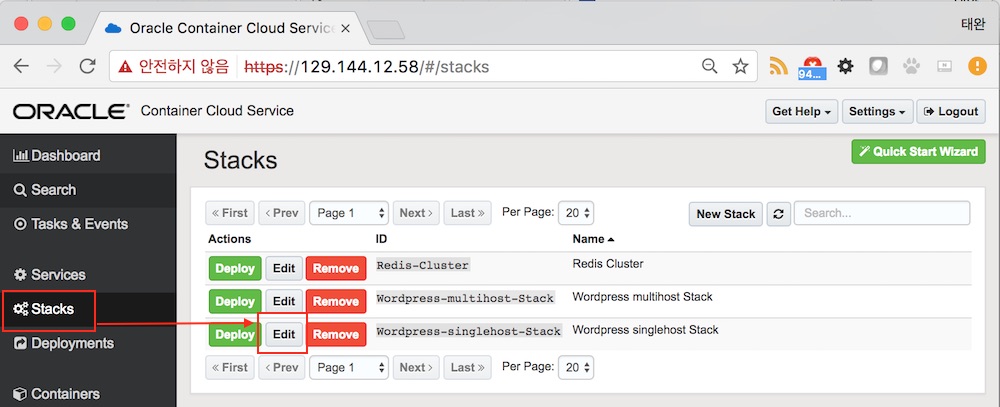 Oracle Container Cloud Service
태완
안전하지 않음 https://129.144.12.58/#/stacks
94...
ORACLE® Container Cloud Service
Get Help Settings Logout
Dashboard
Search
Tasks & Events
Services
Stacks
Deployments
Containers
Stacks
Quick Start Wizard
« First ‹ Prev Page 1 Next › Last » Per Page: 20 New Stack Search...
Actions ID Name
Deploy Edit Remove Redis-Cluster Redis Cluster
Deploy Edit Remove Wordpress-multihost-Stack Wordpress multihost Stack
Deploy Edit Remove Wordpress-singlehost-Stack Wordpress singlehost Stack
« First ‹ Prev Page 1 Next › Last » Per Page: 20